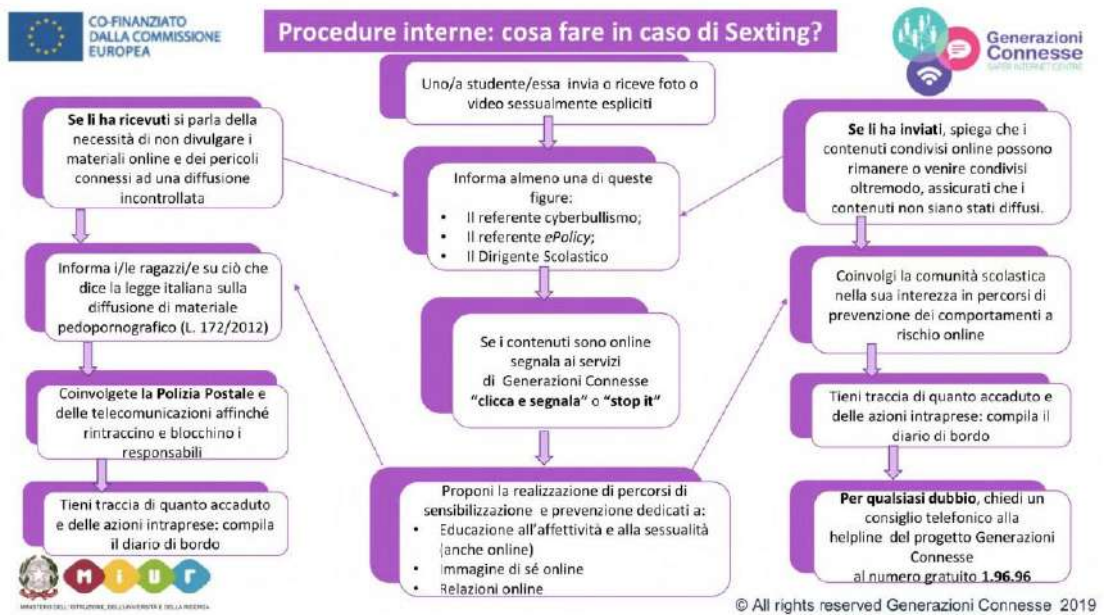 CO-FINANZIATO
DALLA COMMISSIONE
EUROPEA
Procedure interne: cosa fare in caso di Sexting?
Generazioni
Connesse
SAFER INTERNET CENTRE
Uno/a studente/essa invia o riceve foto o
video sessualmente espliciti
Se li ha ricevuti si parla della
necessità di non divulgare i
materiali online e dei pericoli
connessi ad una diffusione
incontrollata
Informa i/le ragazzi/e su ciò che
dice la legge italiana sulla
diffusione di materiale
pedopornografico (L. 172/2012)
Coinvolgete la Polizia Postale e
delle telecomunicazioni affinché
rintraccino e blocchino i
responsabili
Tieni traccia di quanto accaduto
e delle azioni intraprese: compila
il diario di bordo
Informa almeno una di queste
figure:
• Il referente cyberbullismo;
• Il referente ePolicy;
• Il Dirigente Scolastico
Se i contenuti sono online
segnala ai servizi
di Generazioni Connesse
“clicca e segnala” o “stop it”
Proponi la realizzazione di percorsi di
sensibilizzazione e prevenzione dedicati a:
• Educazione all’affettività e alla sessualità
(anche online)
• Immagine di sé online
• Relazioni online
Se li ha inviati, spiega che i
contenuti condivisi online possono
rimanere o venire condivisi
oltremodo, assicurati che i
contenuti non siano stati diffusi.
Coinvolgi la comunità scolastica
nella sua interezza in percorsi di
prevenzione dei comportamenti a
rischio online
Tieni traccia di quanto accaduto e
delle azioni intraprese: compila il
diario di bordo
Per qualsiasi dubbio, chiedi un
consiglio telefonico alla
helpline del progetto Generazioni
Connesse
al numero gratuito 1.96.96
MIUR
MINISTERO DELL'ISTRUZIONE, DELL'UNIVERSITÀ E DELLA RICERCA
© All rights reserved Generazioni Connesse 2019